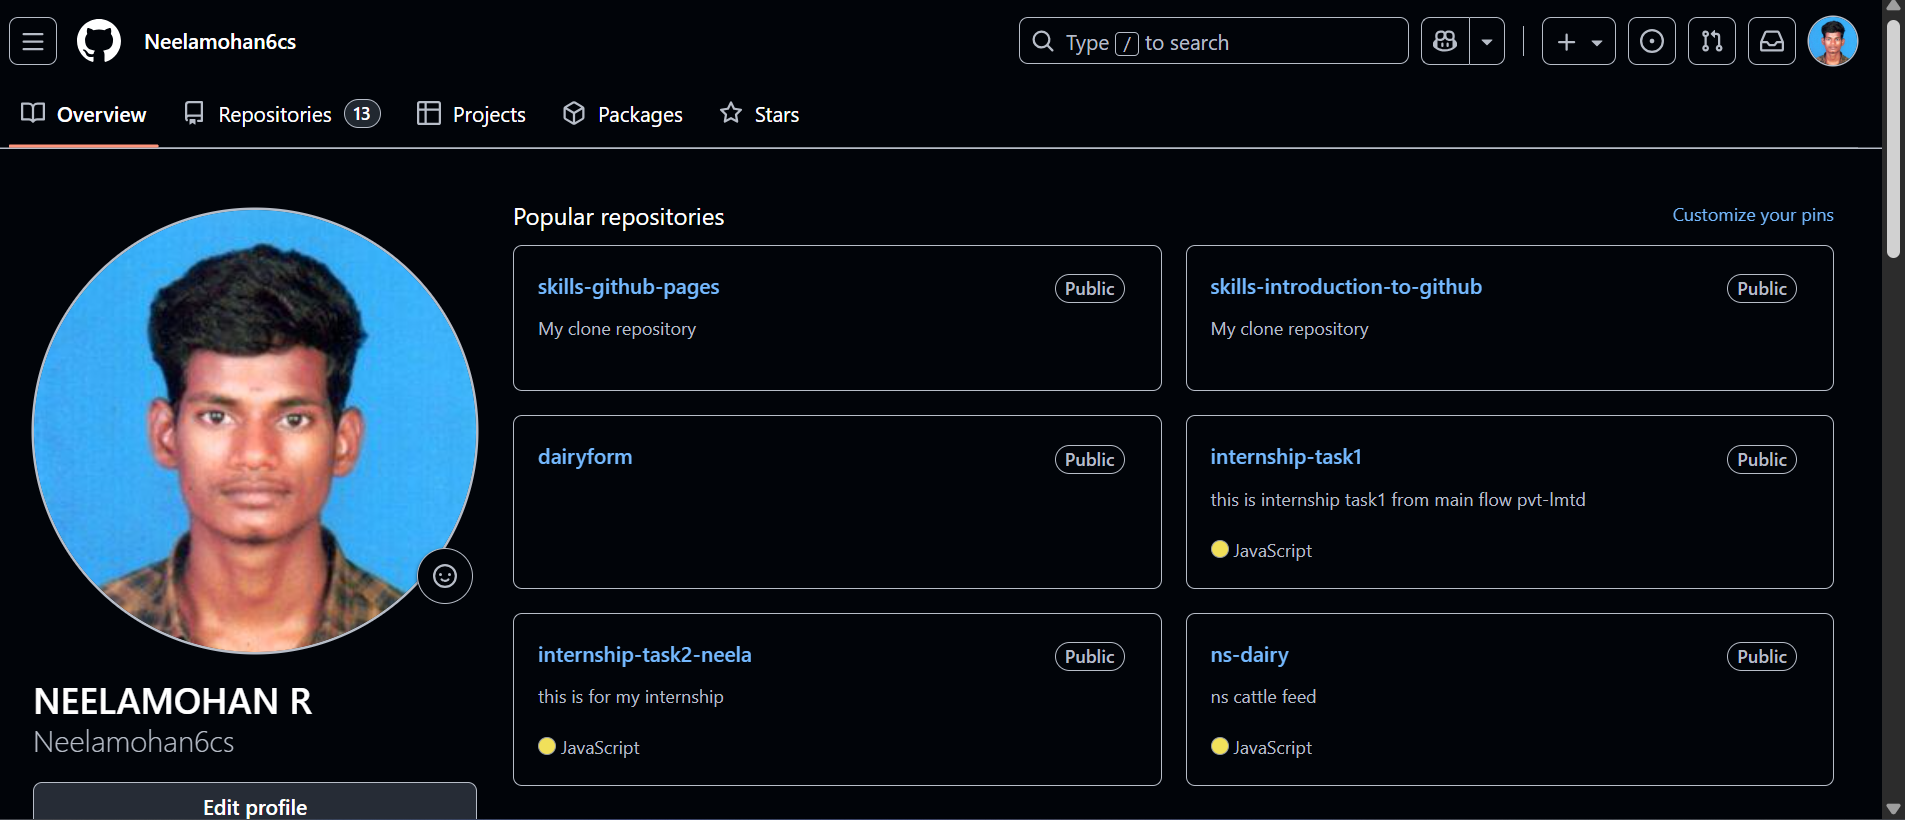 Neelamohan6cs
Type / to search
Overview
Repositories 13
Projects
Packages
Stars
NEELAMOHAN R
Neelamohan6cs
Edit profile
Popular repositories
Customize your pins
skills-github-pages Public
My clone repository
skills-introduction-to-github Public
My clone repository
dairyform Public
internship-task1 Public
this is internship task1 from main flow pvt-lmtd
JavaScript
internship-task2-neela Public
this is for my internship
JavaScript
ns-dairy Public
ns cattle feed
JavaScript